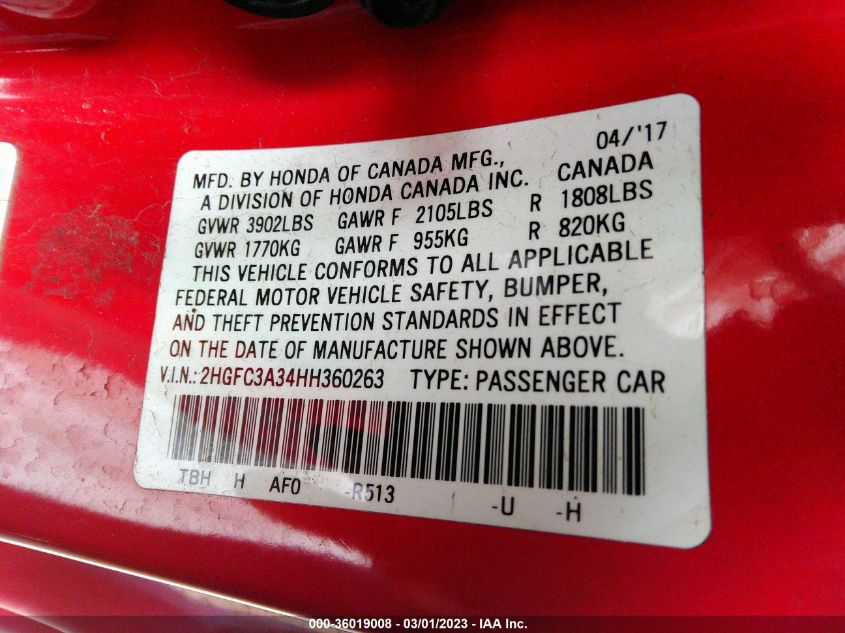 04/'17
MFD. BY HONDA OF CANADA MFG.,
A DIVISION OF HONDA CANADA INC. CANADA
GVWR 3902LBS GAWR F 2105LBS R 1808LBS
GVWR 1770KG GAWR F 955KG R 820KG
THIS VEHICLE CONFORMS TO ALL APPLICABLE
FEDERAL MOTOR VEHICLE SAFETY, BUMPER,
AND THEFT PREVENTION STANDARDS IN EFFECT
ON THE DATE OF MANUFACTURE SHOWN ABOVE.
V.I.N.:2HGFC3A34HH360263 TYPE: PASSENGER CAR
TBH H AF0 -R513 -U -H
000-36019008 - 03/01/2023 - IAA Inc.